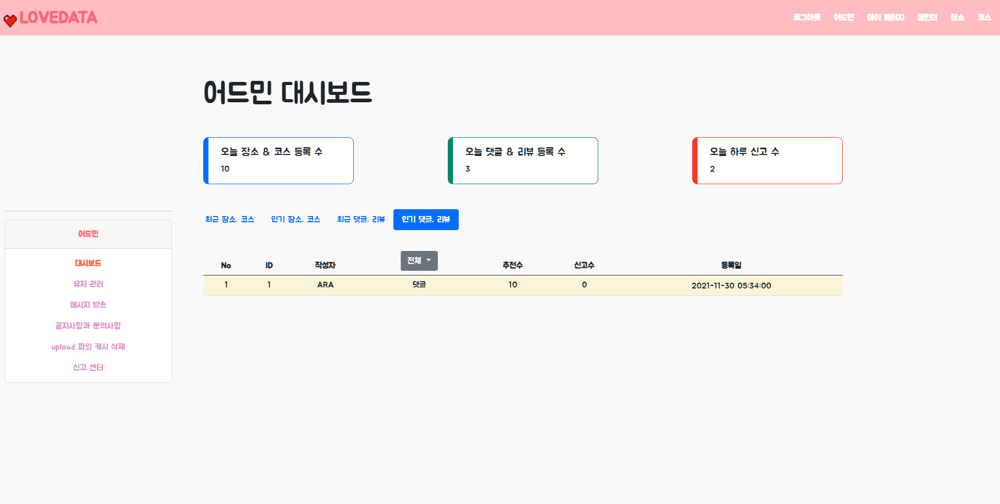 LOVEDATA
로그아웃 어드민 마이 페이지 캘린더 장소 코스
어드민 대시보드
오늘 장소 & 코스 등록 수
10
오늘 댓글 & 리뷰 등록 수
3
오늘 하루 신고 수
2
어드민
대시보드
유저 관리
메시지 발송
공지사항과 문의사항
upload 파일 캐시 삭제
신고 센터
최근 장소, 코스 인기 장소, 코스 최근 댓글, 리뷰 인기 댓글, 리뷰
No ID 작성자 전체 추천수 신고수 등록일
1 1 ARA 댓글 10 0 2021-11-30 05:34:00